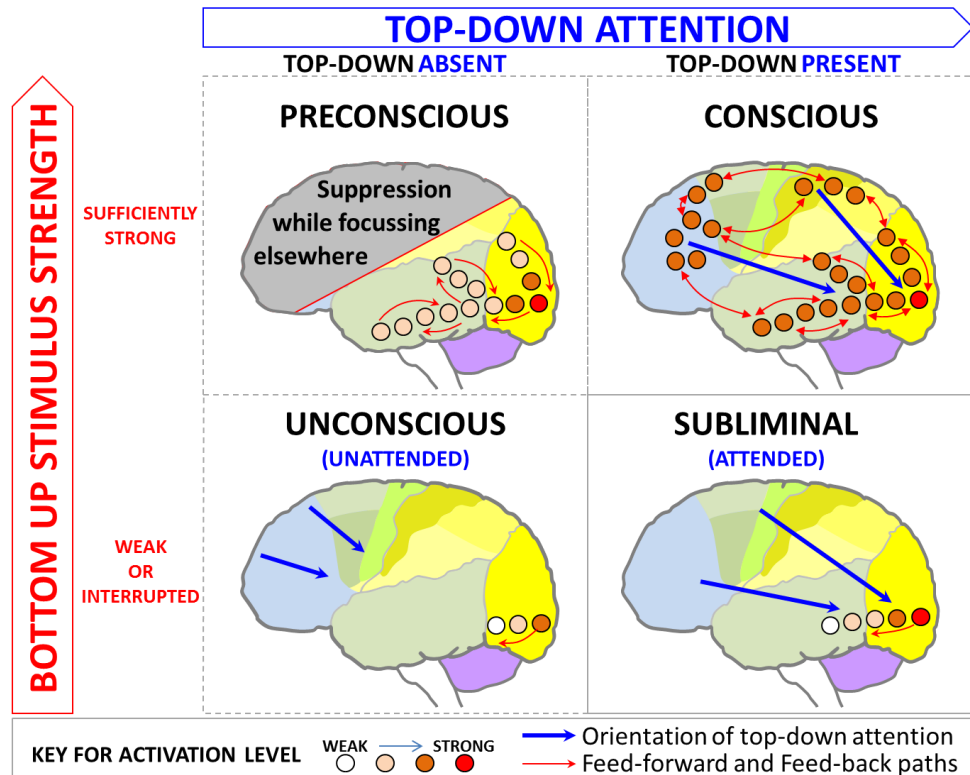 TOP-DOWN ATTENTION
TOP-DOWN ABSENT
TOP-DOWN PRESENT
BOTTOM UP STIMULUS STRENGTH
SUFFICIENTLY
STRONG
PRECONSCIOUS
Suppression
while focussing
elsewhere
CONSCIOUS
WEAK
OR
INTERRUPTED
UNCONSCIOUS
(UNATTENDED)
SUBLIMINAL
(ATTENDED)
KEY FOR ACTIVATION LEVEL
WEAK STRONG
Orientation of top-down attention
Feed-forward and Feed-back paths